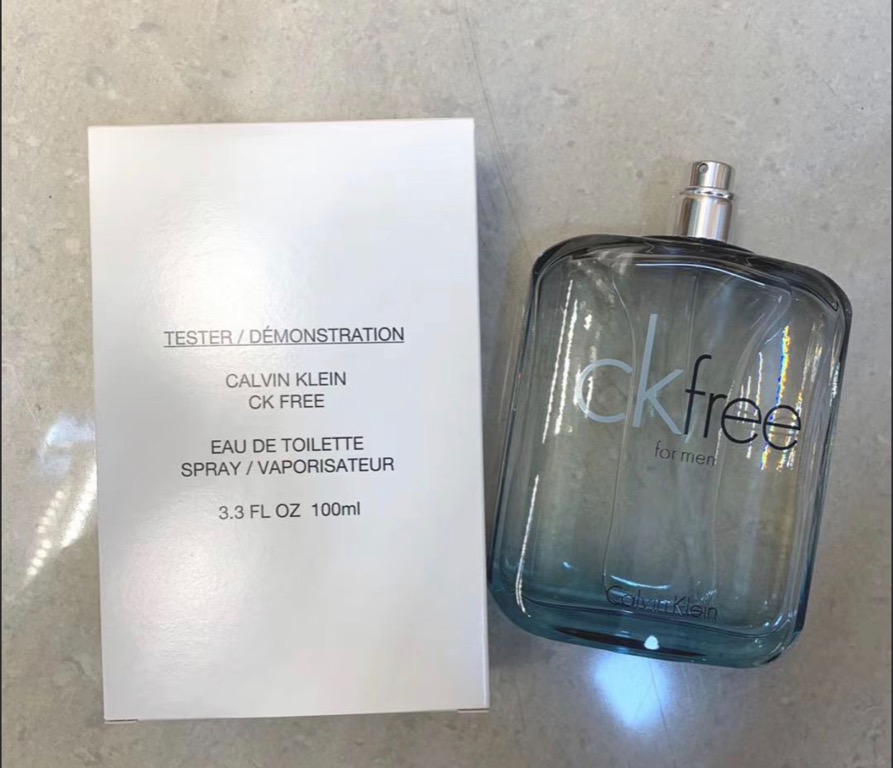 TESTER / DÉMONSTRATION
CALVIN KLEIN
CK FREE
EAU DE TOILETTE
SPRAY / VAPORISATEUR
3.3 FL OZ 100ml
ckfree
for men
Calvin Klein